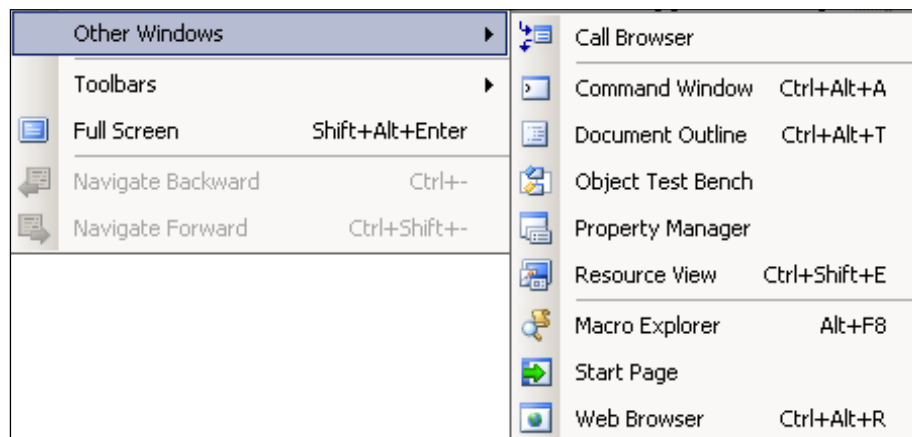 Other Windows
Toolbars
Full Screen Shift+Alt+Enter
Navigate Backward Ctrl+-
Navigate Forward Ctrl+Shift+-
Call Browser
Command Window Ctrl+Alt+A
Document Outline Ctrl+Alt+T
Object Test Bench
Property Manager
Resource View Ctrl+Shift+E
Macro Explorer Alt+F8
Start Page
Web Browser Ctrl+Alt+R